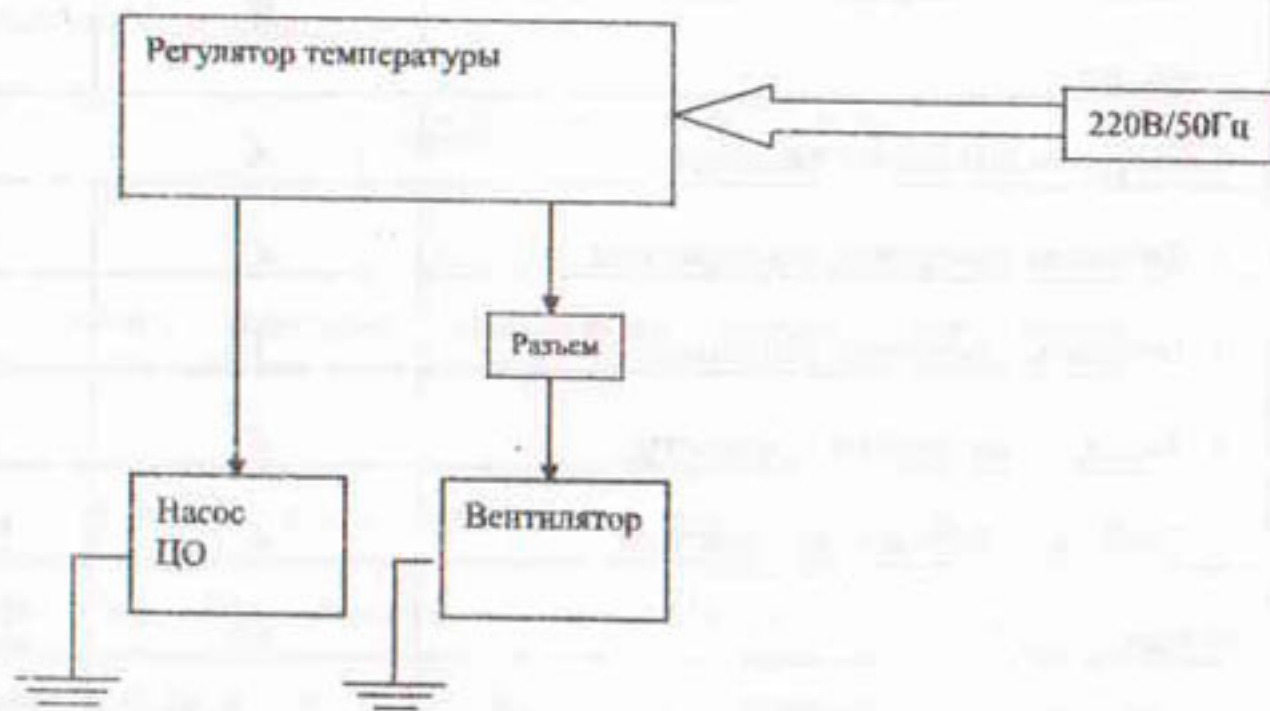 Регулятор температуры
220В/50Гц
Разъем
Насос
ЦО
Вентилятор